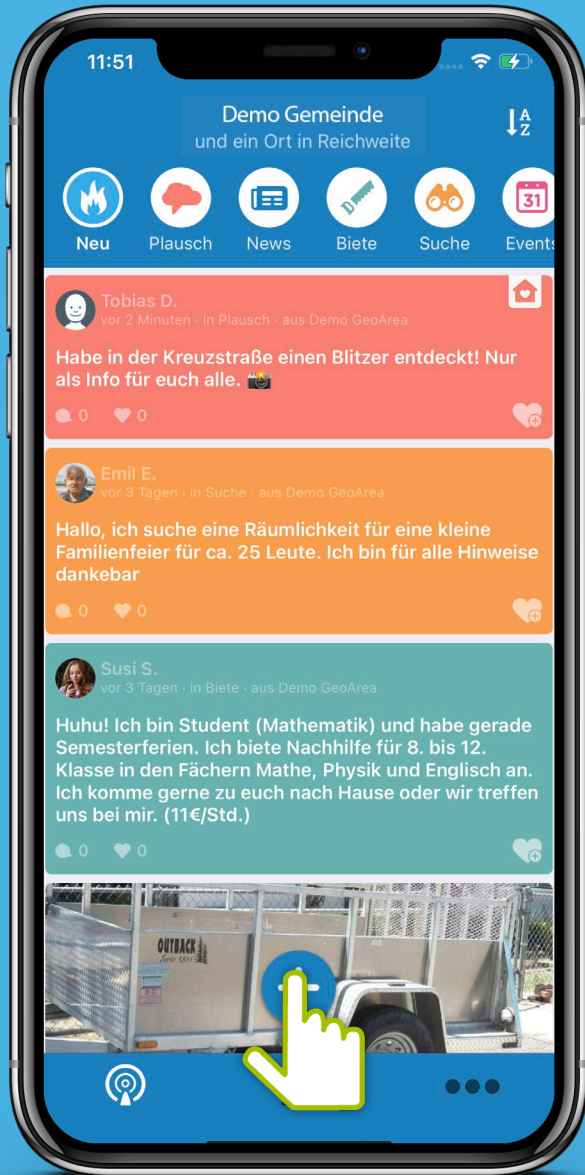 11:51
Demo Gemeinde
und ein Ort in Reichweite
A
Z
31
Neu
Plausch
News
Biete
Suche
Events
Tobias D.
vor 2 Minuten · in Plausch · aus Demo GeoArea
Habe in der Kreuzstraße einen Blitzer entdeckt! Nur
als Info für euch alle. 📸
0 0
Emil E.
vor 3 Tagen · in Suche · aus Demo GeoArea
Hallo, ich suche eine Räumlichkeit für eine kleine
Familienfeier für ca. 25 Leute. Ich bin für alle Hinweise
dankebar
0 0
Susi S.
vor 3 Tagen · in Biete · aus Demo GeoArea
Huhu! Ich bin Student (Mathematik) und habe gerade
Semesterferien. Ich biete Nachhilfe für 8. bis 12.
Klasse in den Fächern Mathe, Physik und Englisch an.
Ich komme gerne zu euch nach Hause oder wir treffen
uns bei mir. (11€/Std.)
0 0
OUTBACK